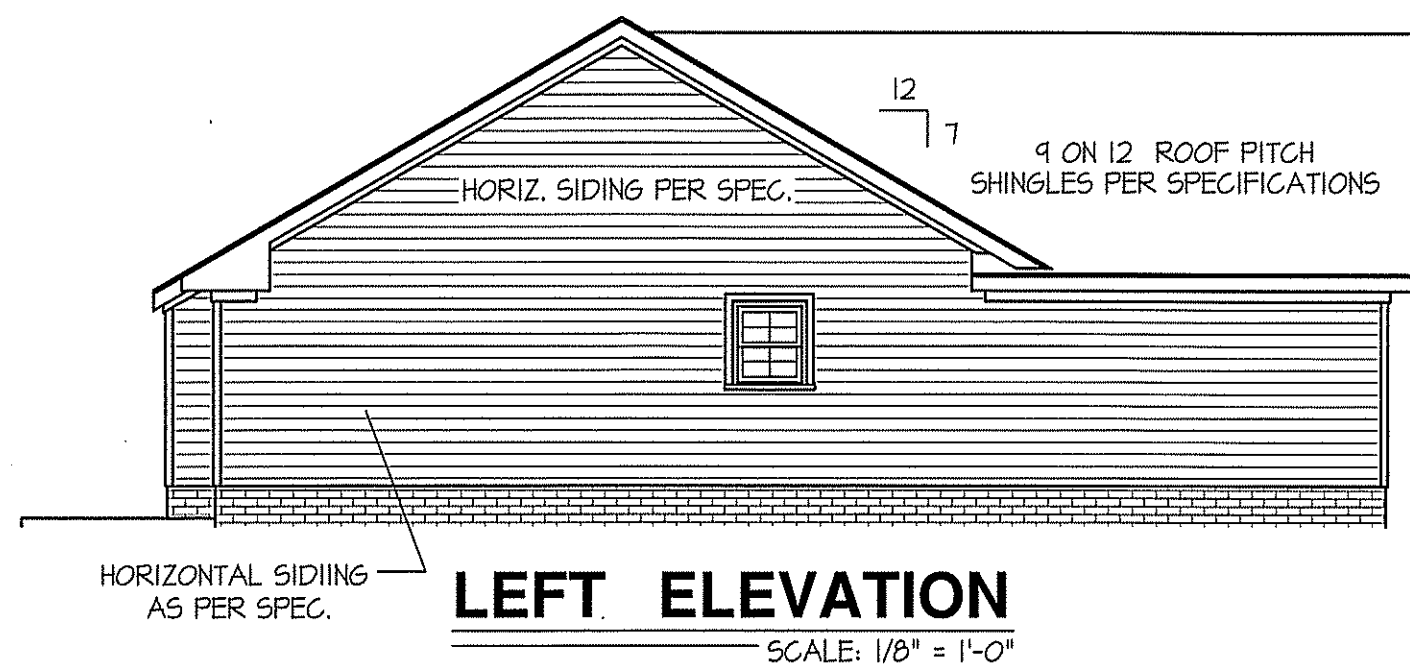 12
7
9 ON 12 ROOF PITCH
SHINGLES PER SPECIFICATIONS
HORIZ. SIDING PER SPEC.
HORIZONTAL SIDIING
AS PER SPEC.
LEFT ELEVATION
SCALE: 1/8" = 1'-0"